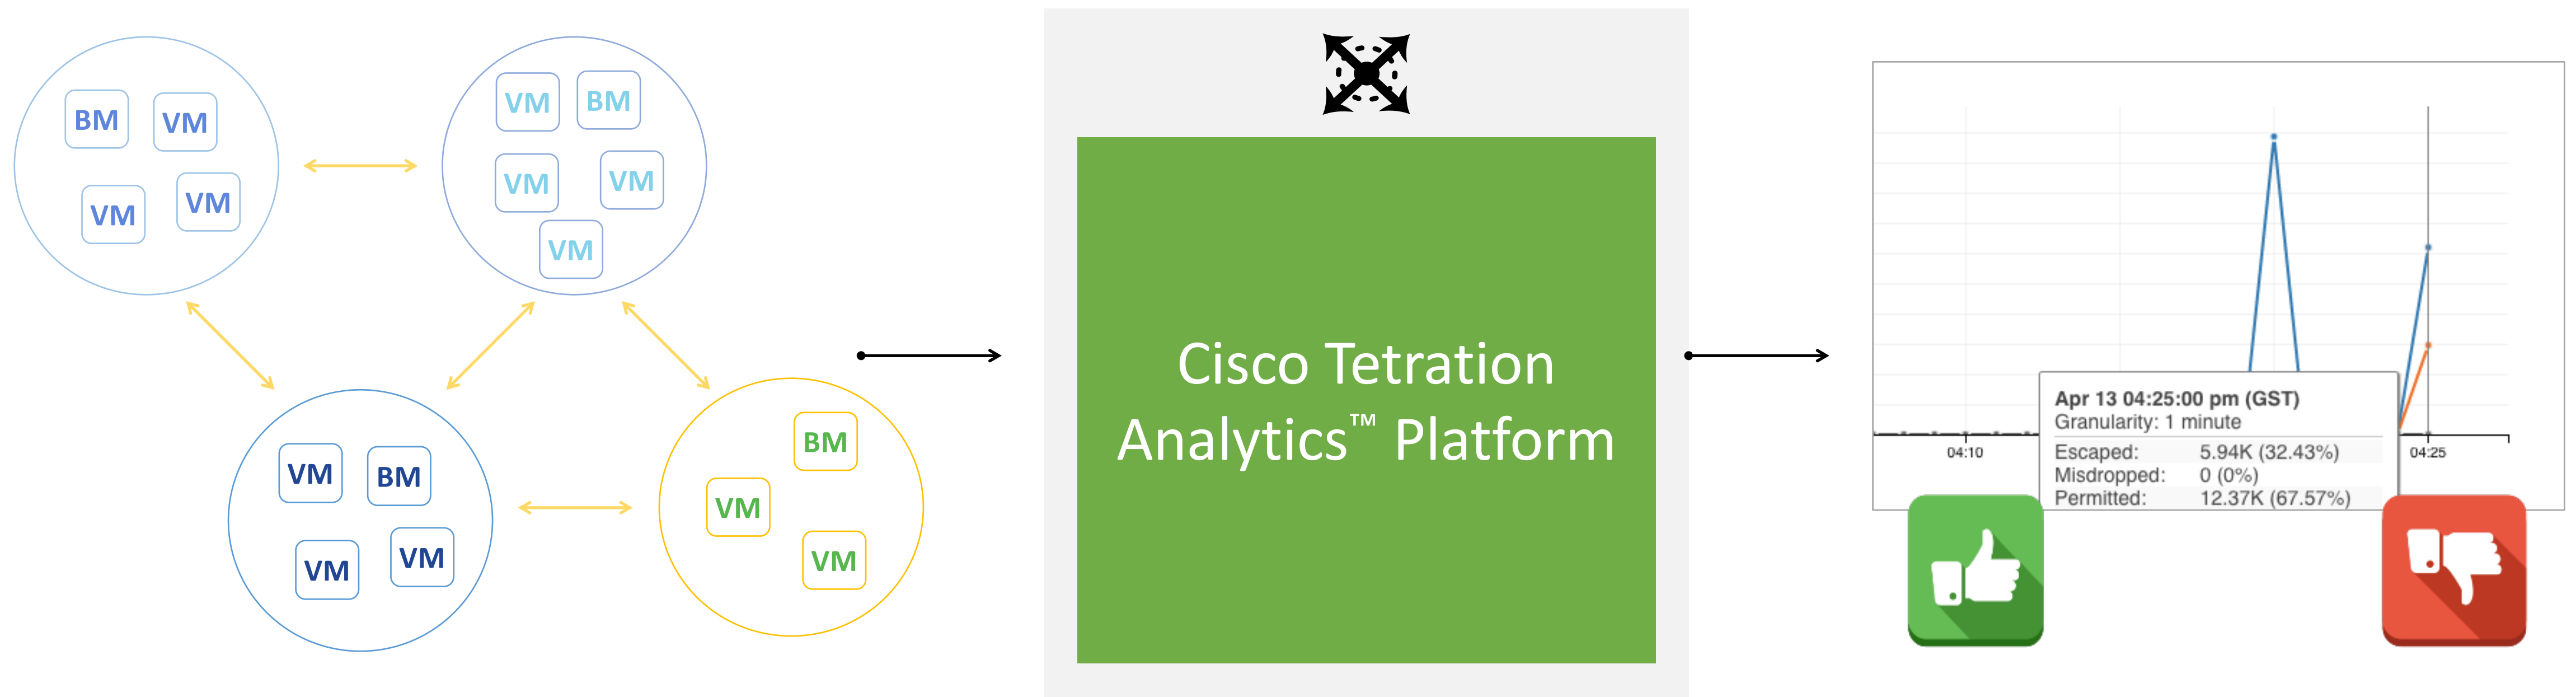 BM
VM
VM
VM
VM
BM
VM
VM
VM
VM
BM
VM
VM
BM
VM
VM
Cisco Tetration
Analytics™ Platform
Apr 13 04:25:00 pm (GST)
Granularity: 1 minute
Escaped: 5.94K (32.43%)
Misdropped: 0 (0%)
Permitted: 12.37K (67.57%)
04:10
04:25